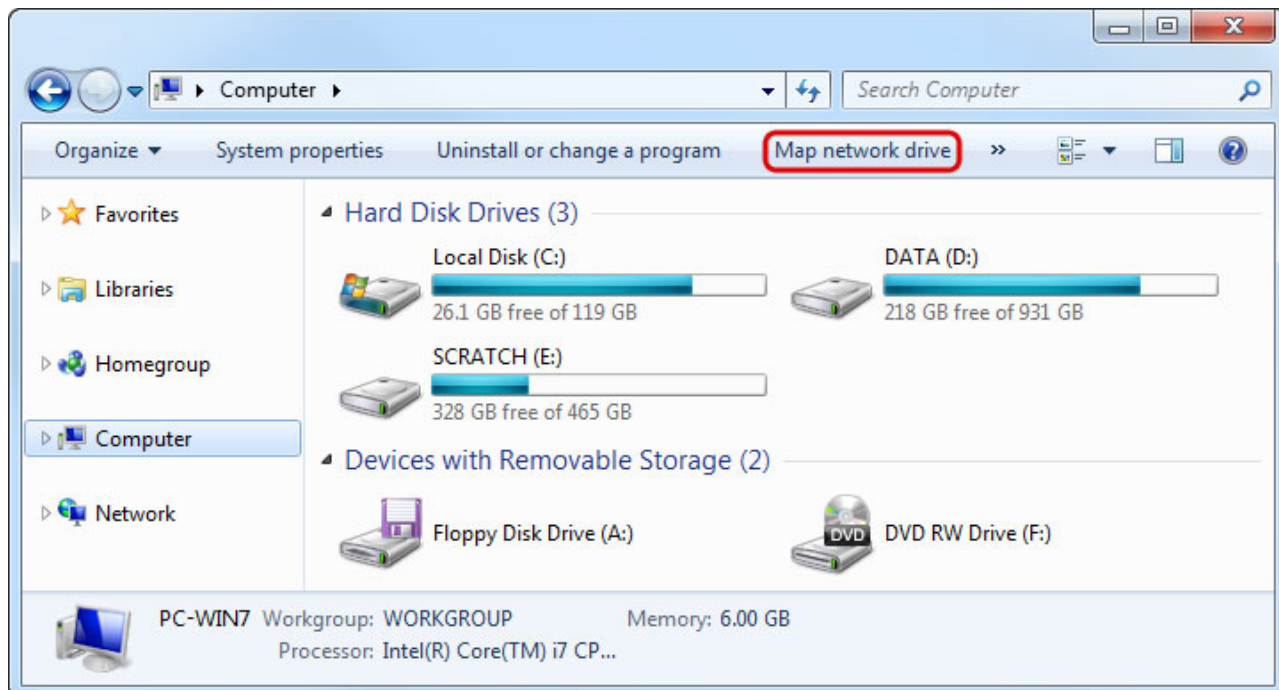 Computer
Search Computer
Organize System properties Uninstall or change a program Map network drive »
Favorites
Libraries
Homegroup
Computer
Network
Hard Disk Drives (3)
Local Disk (C:)
26.1 GB free of 119 GB
DATA (D:)
218 GB free of 931 GB
SCRATCH (E:)
328 GB free of 465 GB
Devices with Removable Storage (2)
Floppy Disk Drive (A:)
DVD
DVD RW Drive (F:)
PC-WIN7 Workgroup: WORKGROUP Memory: 6.00 GB
Processor: Intel(R) Core(TM) i7 CP...